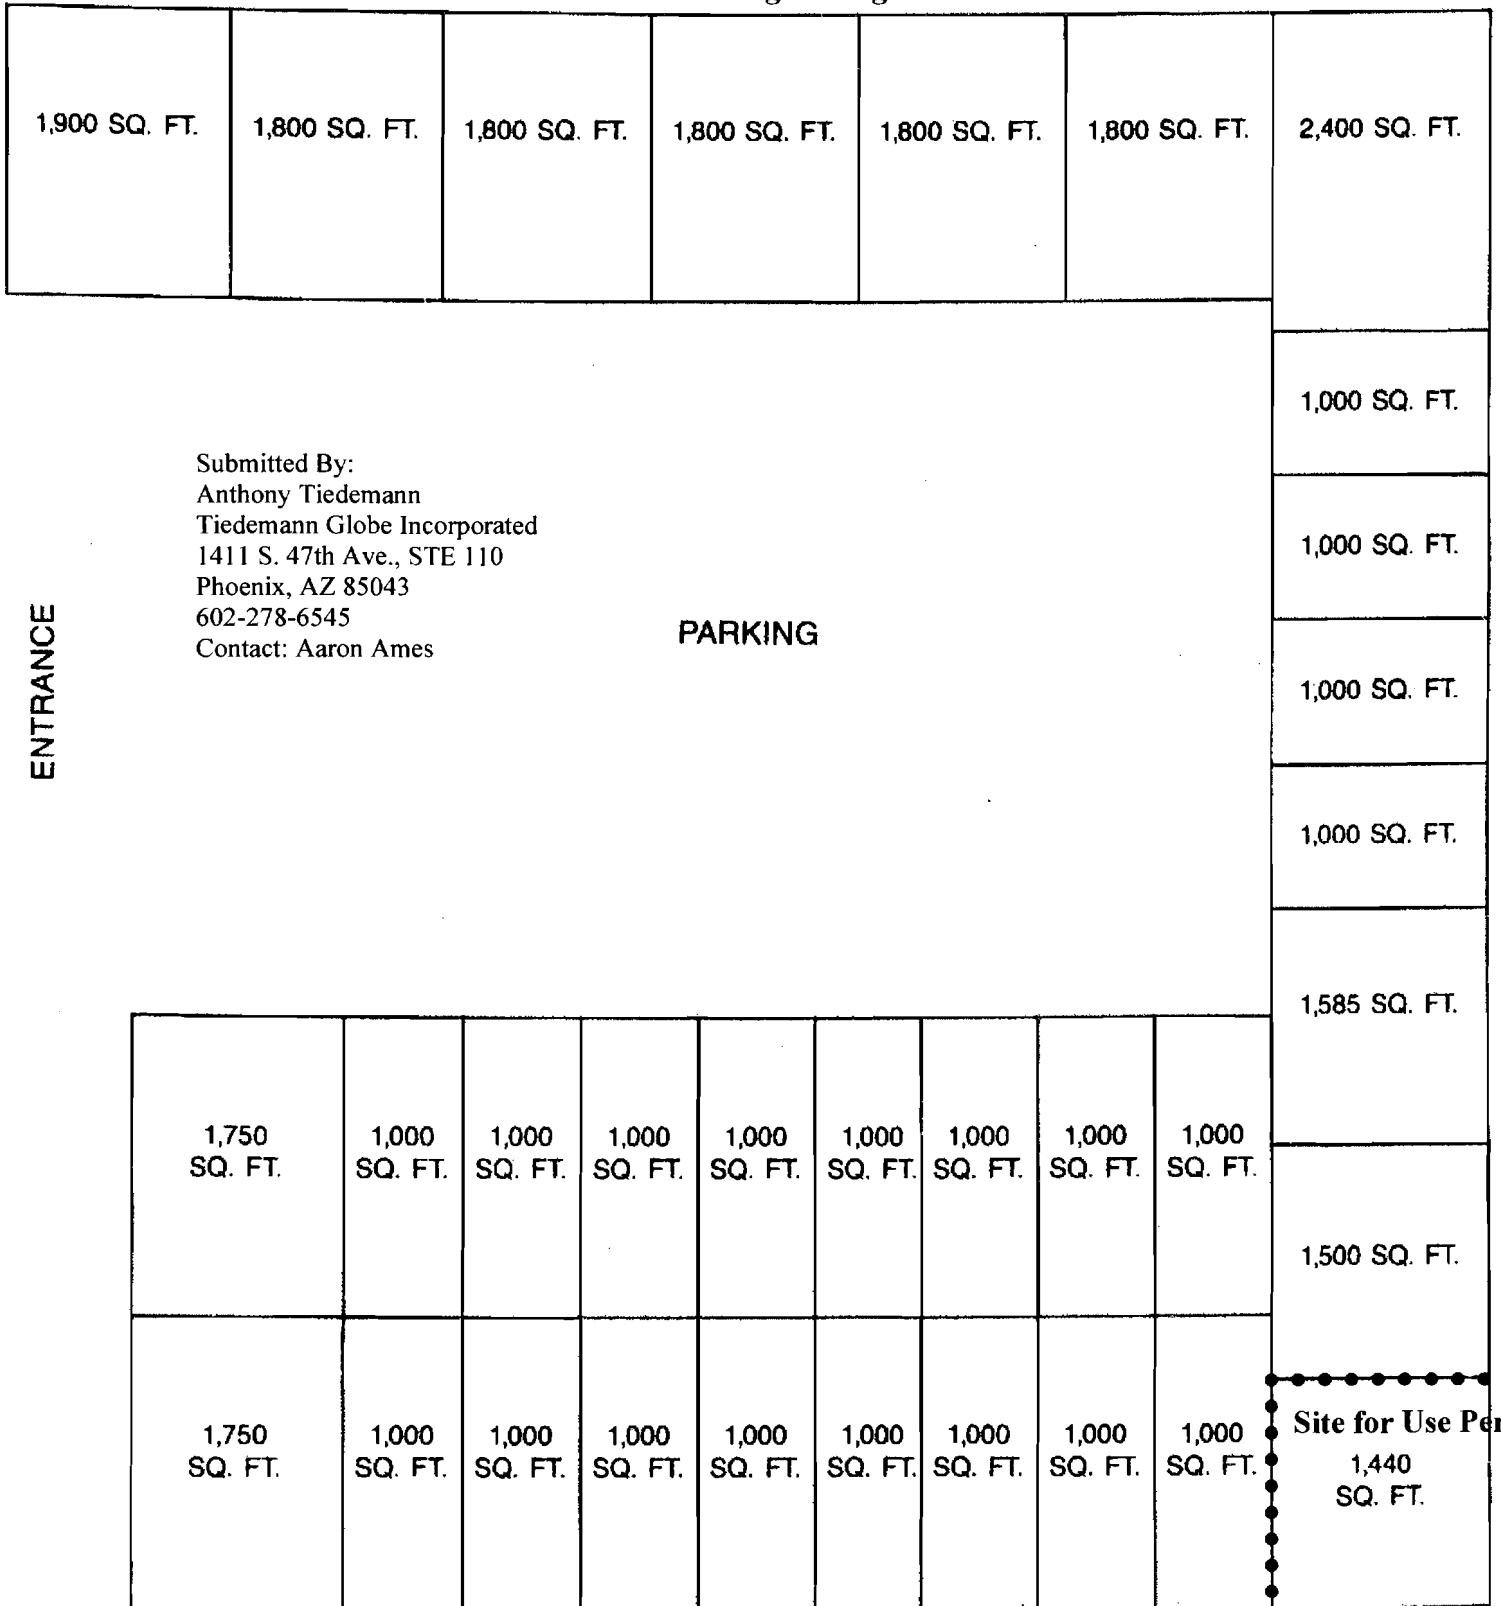 1,900 SQ. FT.
1,800 SQ. FT.
1,800 SQ. FT.
1,800 SQ. FT.
1,800 SQ. FT.
1,800 SQ. FT.
2,400 SQ. FT.
1,000 SQ. FT.
Submitted By:
Anthony Tiedemann
Tiedemann Globe Incorporated
1411 S. 47th Ave., STE 110
Phoenix, AZ 85043
602-278-6545
Contact: Aaron Ames
ENTRANCE
PARKING
1,000 SQ. FT.
1,000 SQ. FT.
1,000 SQ. FT.
1,585 SQ. FT.
1,750
SQ. FT.
1,000
SQ. FT.
1,000
SQ. FT.
1,000
SQ. FT.
1,000
SQ. FT.
1,000
SQ. FT.
1,000
SQ. FT.
1,000
SQ. FT.
1,000
SQ. FT.
1,500 SQ. FT.
1,750
SQ. FT.
1,000
SQ. FT.
1,000
SQ. FT.
1,000
SQ. FT.
1,000
SQ. FT.
1,000
SQ. FT.
1,000
SQ. FT.
1,000
SQ. FT.
1,000
SQ. FT.
Site for Use
1,440
SQ. FT.